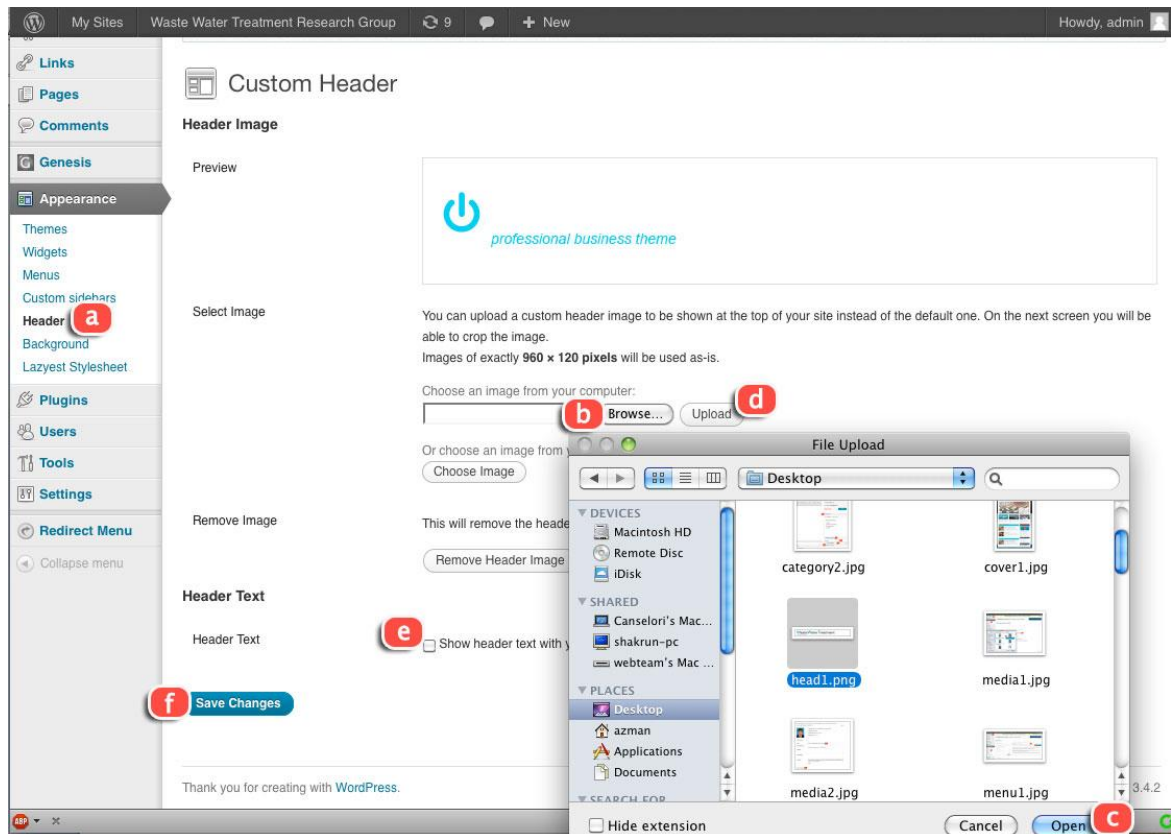 My Sites Waste Water Treatment Research Group 9 New Howdy, admin
Links
Pages
Comments
Genesis
Appearance
Themes
Widgets
Menus
Custom sidebars
Header a
Background
Lazyest Stylesheet
Plugins
Users
Tools
Settings
Redirect Menu
Collapse menu
Custom Header
Header Image
Preview
professional business theme
Select Image
You can upload a custom header image to be shown at the top of your site instead of the default one. On the next screen you will be
able to crop the image.
Images of exactly 960 × 120 pixels will be used as-is.
Choose an image from your computer:
b Browse... Upload d
Or choose an image from
Choose Image
Remove Image
This will remove the heade
Remove Header Image
Header Text
Header Text
e Show header text with y
f Save Changes
Thank you for creating with WordPress.
3.4.2
ABP
File Upload
Desktop
DEVICES
Macintosh HD
Remote Disc
iDisk
SHARED
Canselori's Mac...
shakrun-pc
webteam's Mac ...
PLACES
Desktop
azman
Applications
Documents
SEARCH FOR
category2.jpg cover1.jpg
head1.png media1.jpg
media2.jpg menu1.jpg
Hide extension
Cancel Open c